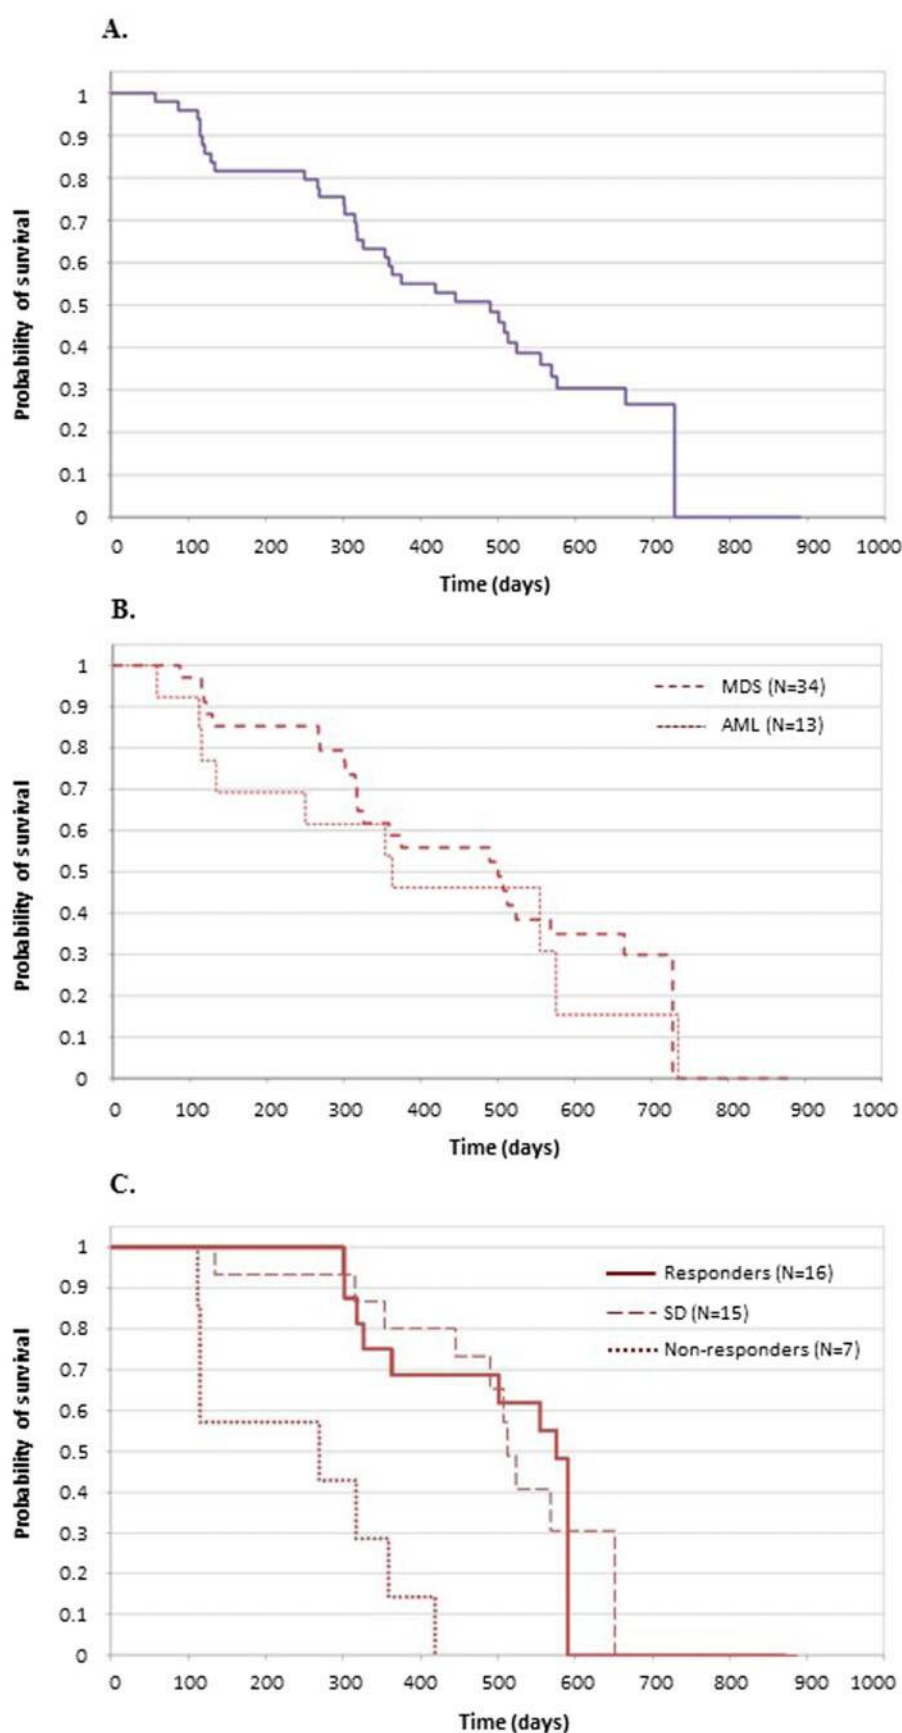 A.
Probability of survival
1
0.9
0.8
0.7
0.6
0.5
0.4
0.3
0.2
0.1
0
0 100 200 300 400 500 600 700 800 900 1000
Time (days)
B.
Probability of survival
1
0.9
0.8
0.7
0.6
0.5
0.4
0.3
0.2
0.1
0
MDS (N=34)
AML (N=13)
0 100 200 300 400 500 600 700 800 900 1000
Time (days)
C.
Probability of survival
1
0.9
0.8
0.7
0.6
0.5
0.4
0.3
0.2
0.1
0
Responders (N=16)
SD (N=15)
Non-responders (N=7)
0 100 200 300 400 500 600 700 800 900 1000
Time (days)